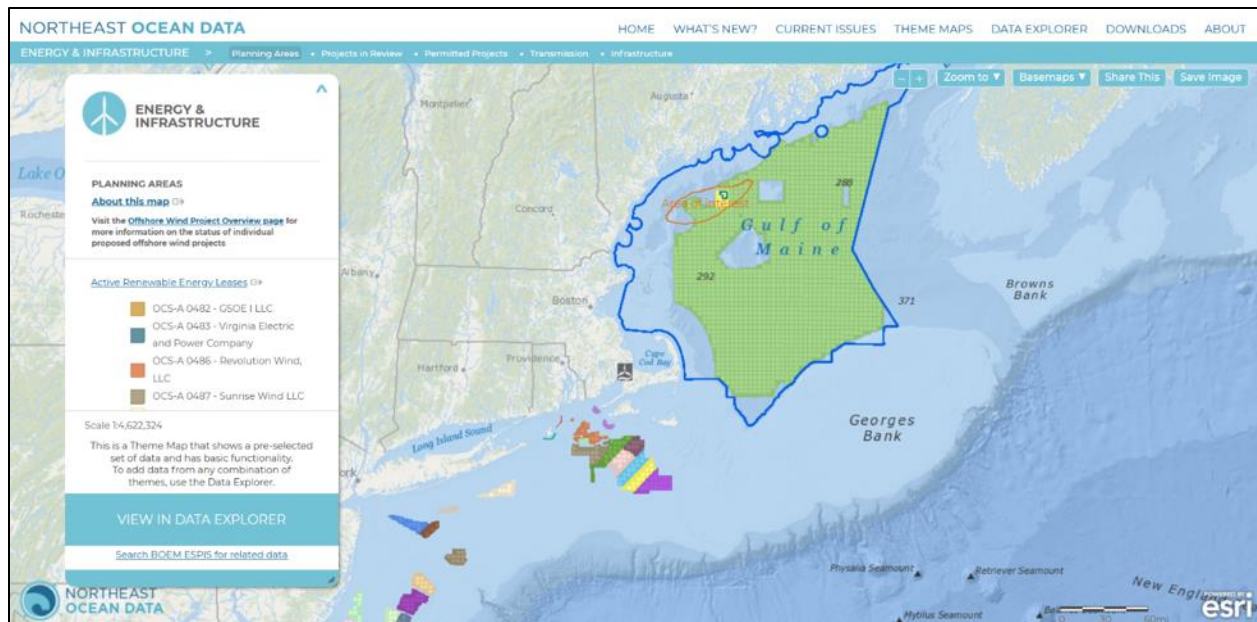 NORTHEAST OCEAN DATA
HOME WHAT'S NEW? CURRENT ISSUES THEME MAPS DATA EXPLORER DOWNLOADS ABOUT
ENERGY & INFRASTRUCTURE > Planning Areas • Projects in Review • Permitted Projects • Transmission • Infrastructure
− + Zoom to ▼ Basemaps ▼ Share This Save Image
ENERGY &
INFRASTRUCTURE
PLANNING AREAS
About this map
Visit the Offshore Wind Project Overview page for
more information on the status of individual
proposed offshore wind projects
Active Renewable Energy Leases
OCS-A 0482 - GSOE I LLC
OCS-A 0483 - Virginia Electric
and Power Company
OCS-A 0486 - Revolution Wind,
LLC
OCS-A 0487 - Sunrise Wind LLC
Scale 1:4,622,324
This is a Theme Map that shows a pre-selected
set of data and has basic functionality.
To add data from any combination of
themes, use the Data Explorer.
VIEW IN DATA EXPLORER
Search BOEM ESPIS for related data
NORTHEAST
OCEAN DATA
Lake O
Rocheste
Montpelier
Augusta
Concord
Albany
Boston
Hartford
Providence
Cape
Cod Bay
Long Island Sound
ork
Area of Interest
Gulf of
Maine
288
292
371
Browns
Bank
Georges
Bank
Physalia Seamount
Retriever Seamount
Mytilus Seamount
New Engl
0 30 60mi
POWERED BY
esri